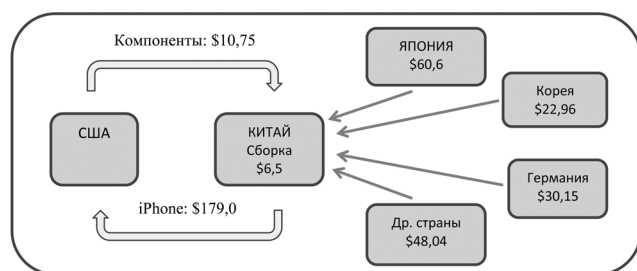 Компоненты: $10,75
ЯПОНИЯ
$60,6
Корея
$22,96
США
КИТАЙ
Сборка
$6,5
Германия
$30,15
iPhone: $179,0
Др. страны
$48,04